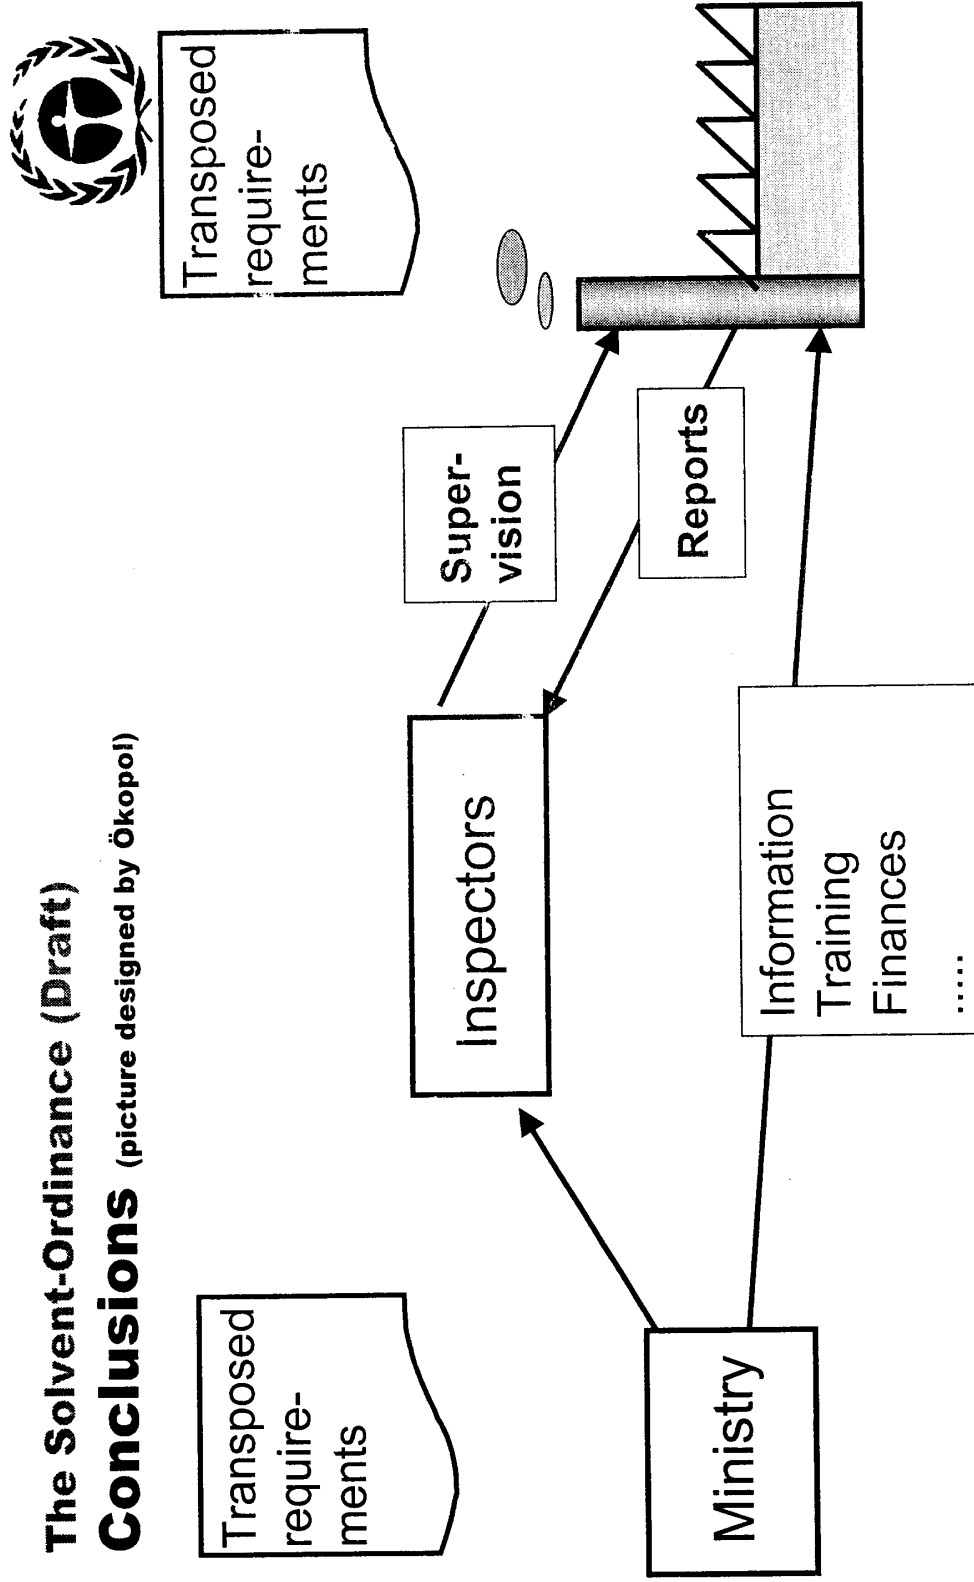 The Solvent-Ordinance (Draft)
Conclusions (picture designed by Ökopol)
Transposed
require-
ments
Transposed
require-
ments
Super-
vision
Inspectors
Reports
Ministry
Information
Training
Finances
.....